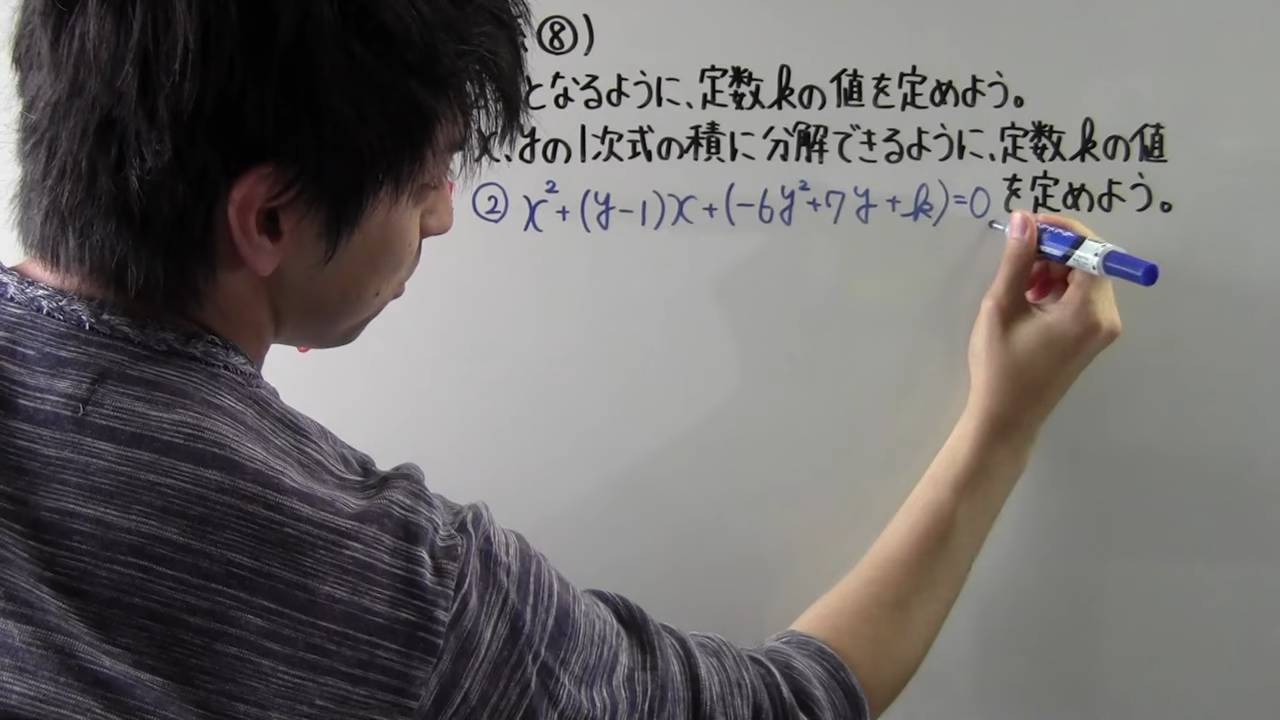 ⑧)
となるように、定数kの値を定めよう。
x、yの1次式の積に分解できるように、定数kの値
を定めよう。
② x²+(y-1)x+(-6y²+7y+k)=0